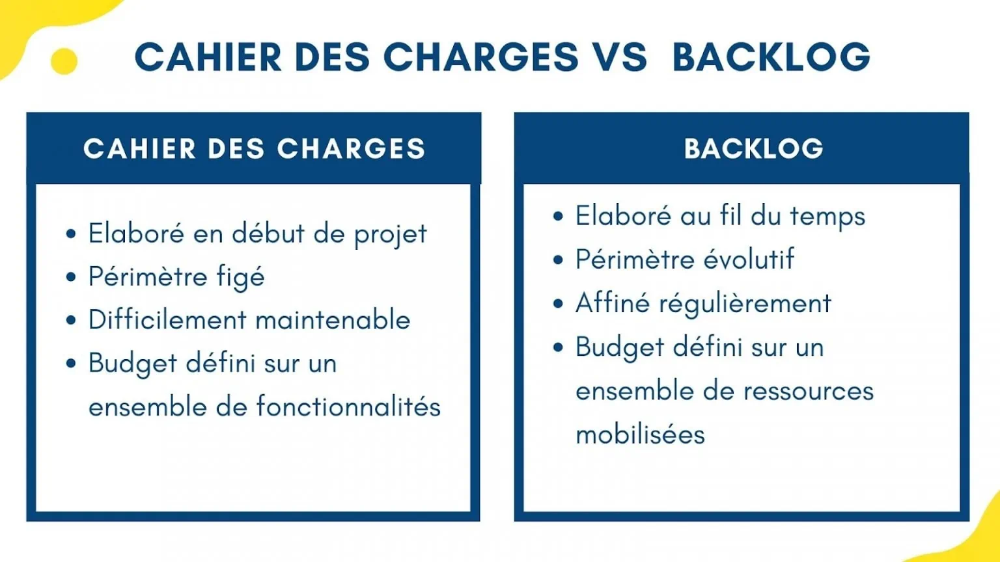 CAHIER DES CHARGES VS BACKLOG
CAHIER DES CHARGES
• Elaboré en début de projet
• Périmètre figé
• Difficilement maintenable
• Budget défini sur un
ensemble de fonctionnalités
BACKLOG
• Elaboré au fil du temps
• Périmètre évolutif
• Affiné régulièrement
• Budget défini sur un
ensemble de ressources
mobilisées